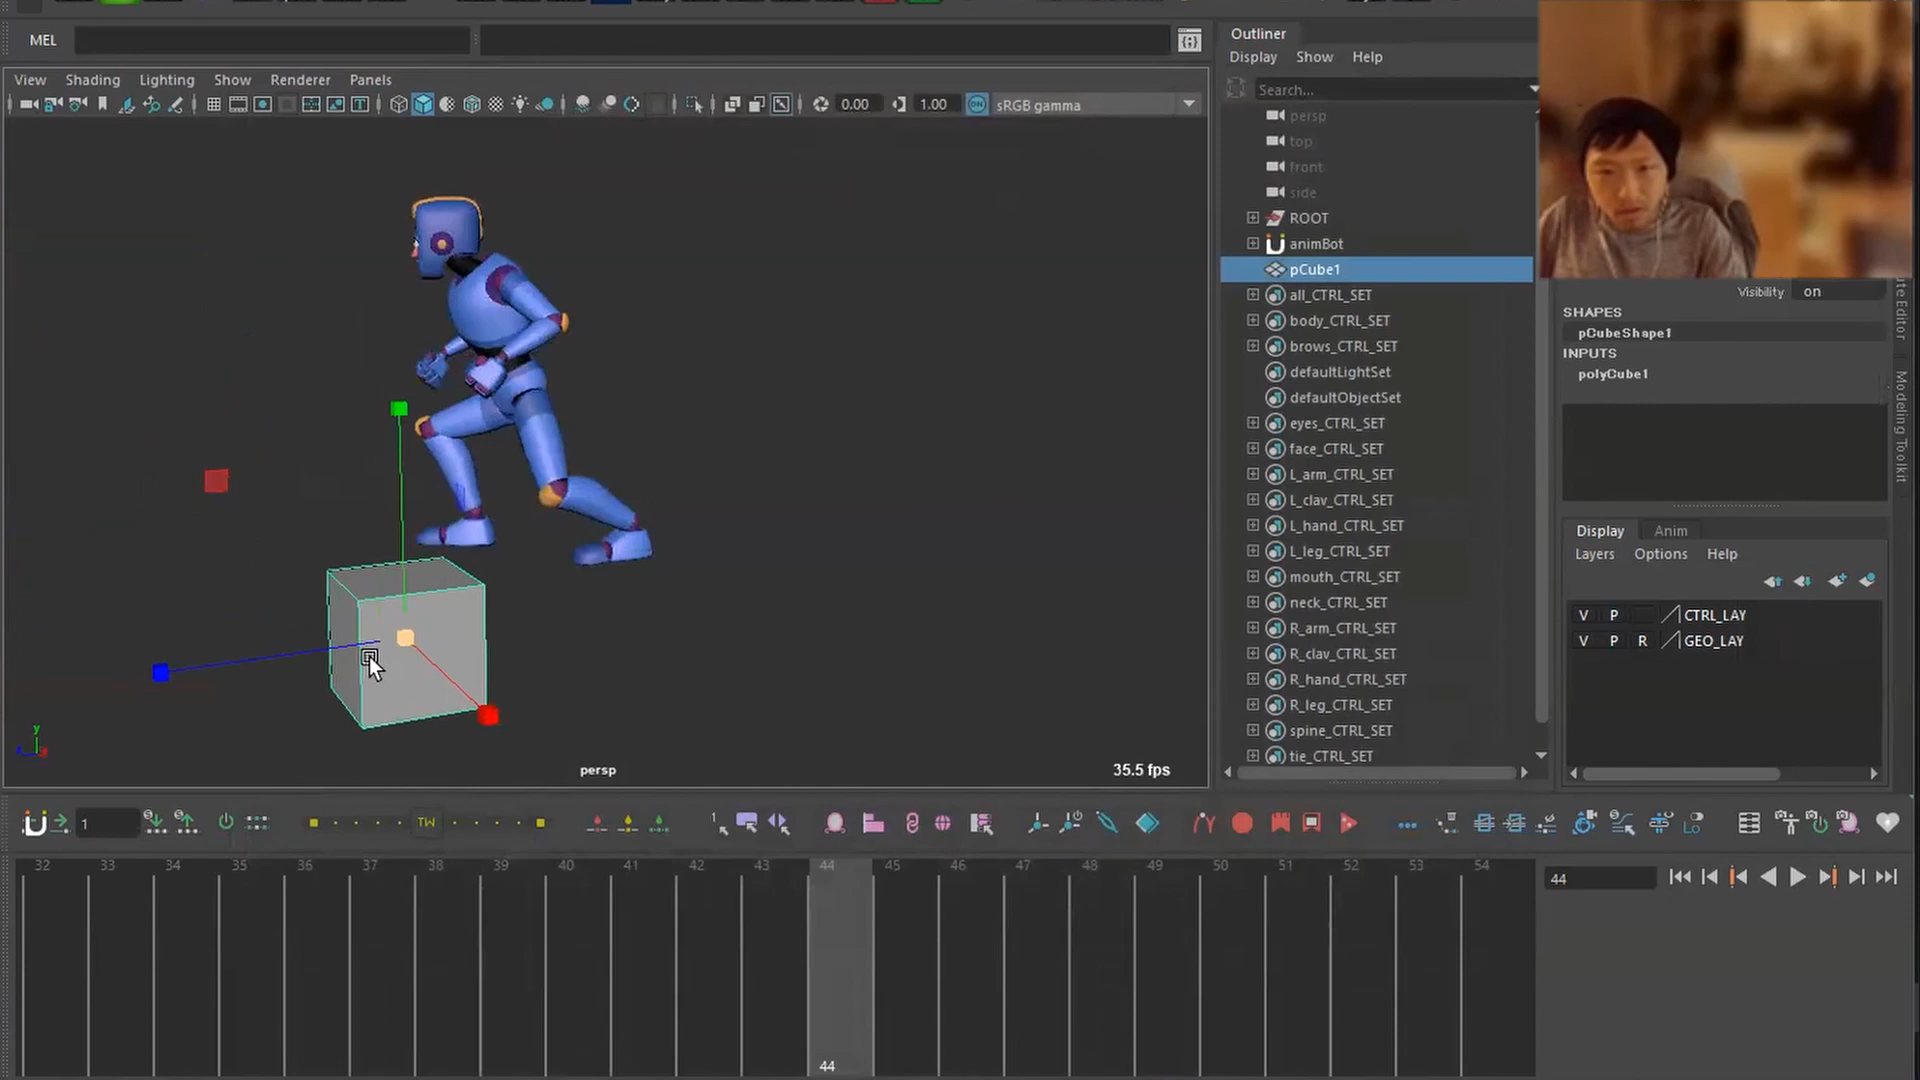 MEL
Outliner
Display Show Help
View Shading Lighting Show Renderer Panels
0.00 1.00 ON sRGB gamma
Search...
persp
top
front
side
ROOT
animBot
pCube1
all_CTRL_SET
body_CTRL_SET
brows_CTRL_SET
defaultLightSet
defaultObjectSet
eyes_CTRL_SET
face_CTRL_SET
L_arm_CTRL_SET
L_clav_CTRL_SET
L_hand_CTRL_SET
L_leg_CTRL_SET
mouth_CTRL_SET
neck_CTRL_SET
R_arm_CTRL_SET
R_clav_CTRL_SET
R_hand_CTRL_SET
R_leg_CTRL_SET
spine_CTRL_SET
tie_CTRL_SET
Visibility on
SHAPES
pCubeShape1
INPUTS
polyCube1
Editor
Modeling Toolkit
Display Anim
Layers Options Help
V P CTRL_LAY
V P R GEO_LAY
y
persp
35.5 fps
1
TW
32 33 34 35 36 37 38 39 40 41 42 43 44 45 46 47 48 49 50 51 52 53 54
44
44